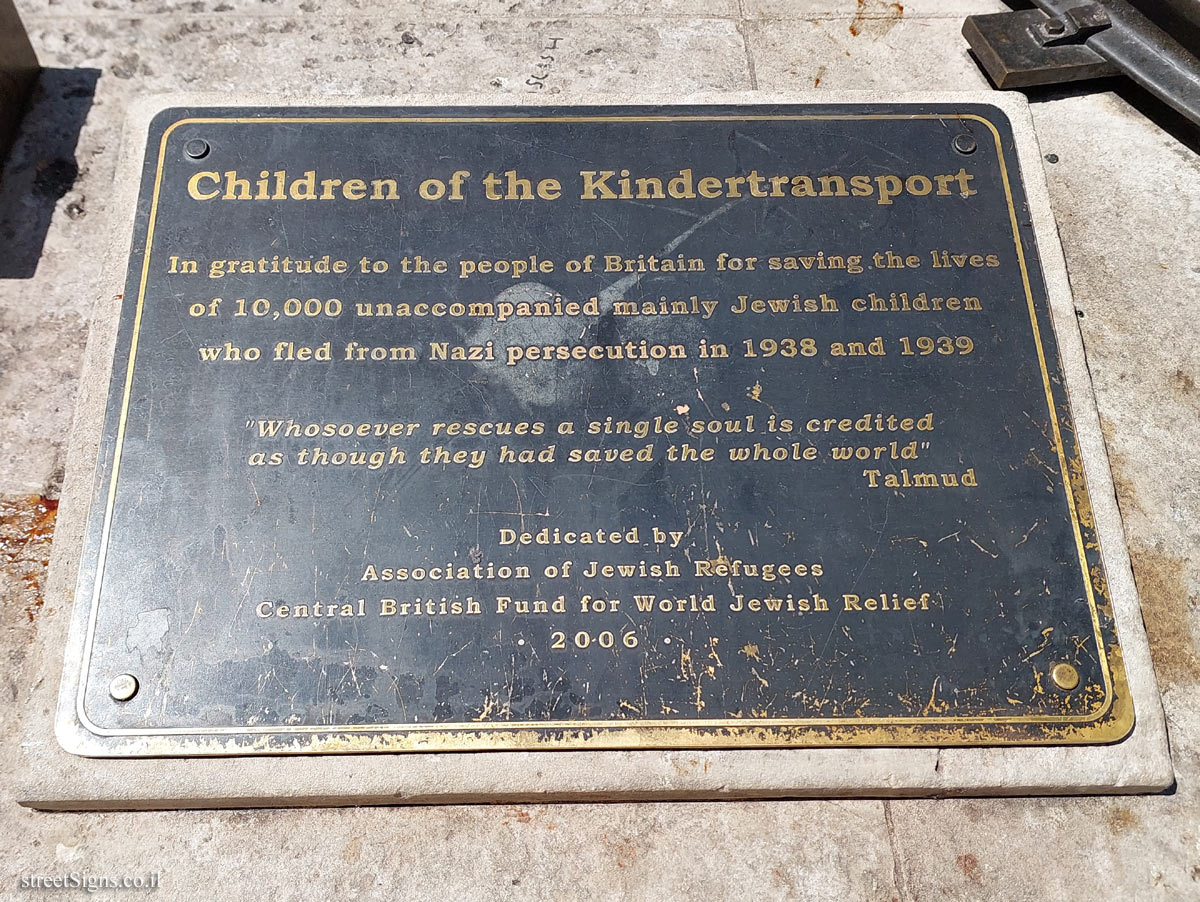 Children of the Kindertransport
In gratitude to the people of Britain for saving the lives
of 10,000 unaccompanied mainly Jewish children
who fled from Nazi persecution in 1938 and 1939
"Whosoever rescues a single soul is credited
as though they had saved the whole world"
Talmud
Dedicated by
Association of Jewish Refugees
Central British Fund for World Jewish Relief
· 2006 ·
streetSigns.co.il